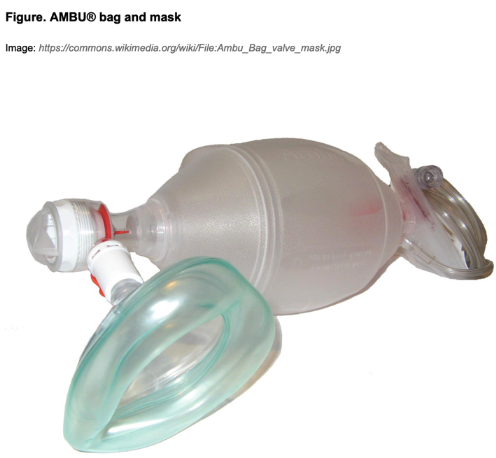 Figure. AMBU® bag and mask
Image: https://commons.wikimedia.org/wiki/File:Ambu_Bag_valve_mask.jpg